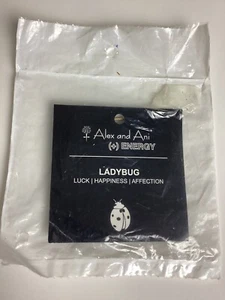 Alex and Ani
(+) ENERGY
LADYBUG
LUCK | HAPPINESS | AFFECTION